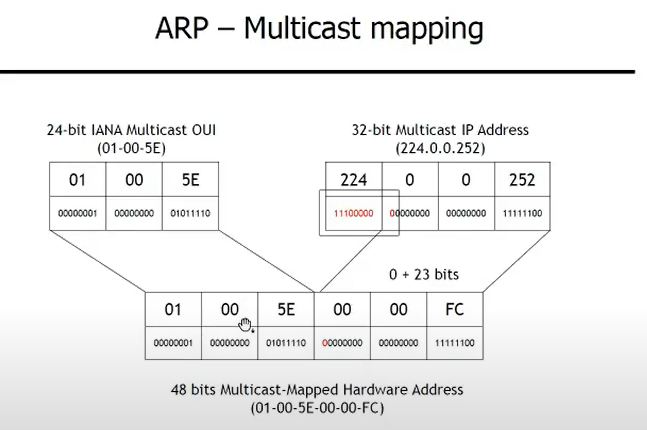 ARP – Multicast mapping
24-bit IANA Multicast OUI
(01-00-5E)
01 00 5E
00000001 00000000 01011110
32-bit Multicast IP Address
(224.0.0.252)
224 0 0 252
11100000 00000000 00000000 11111100
0 + 23 bits
01 00 5E 00 00 FC
00000001 00000000 01011110 00000000 00000000 11111100
48 bits Multicast-Mapped Hardware Address
(01-00-5E-00-00-FC)